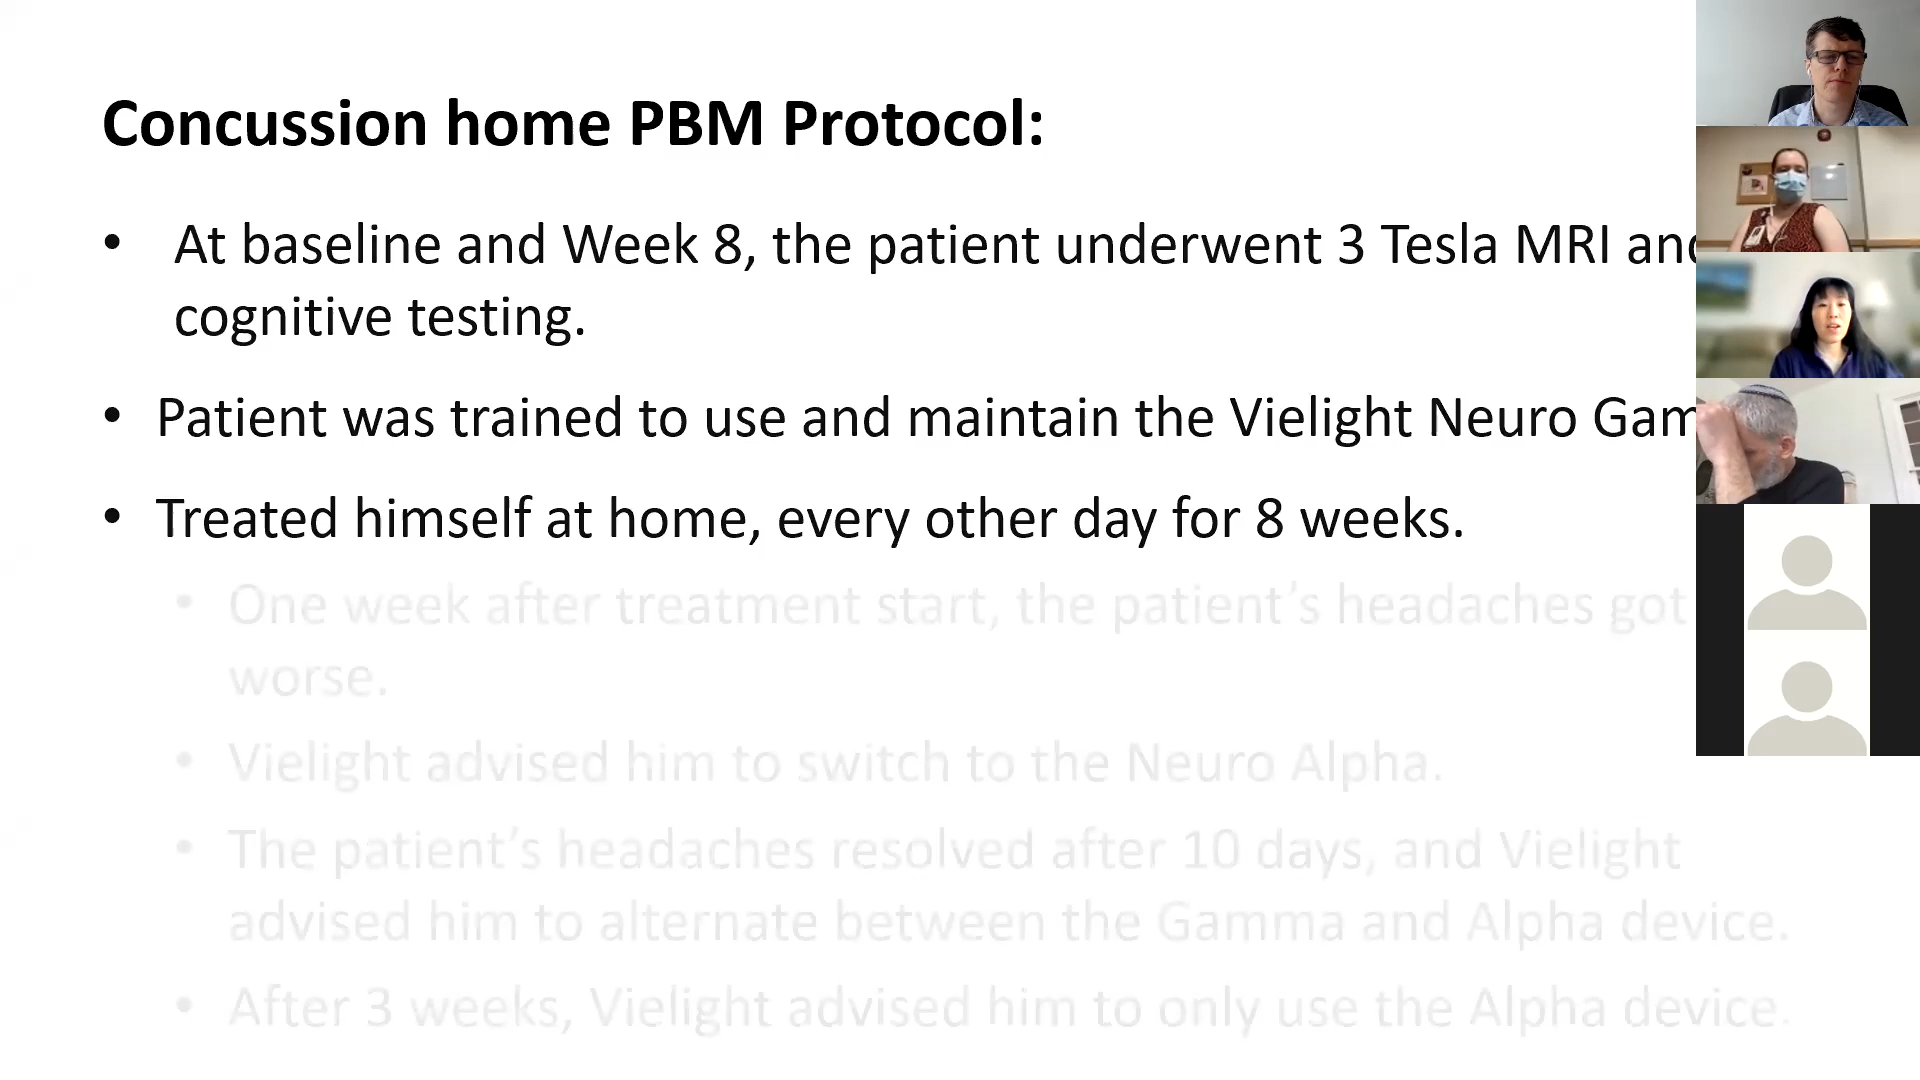 Concussion home PBM Protocol:
• At baseline and Week 8, the patient underwent 3 Tesla MRI and
cognitive testing.
• Patient was trained to use and maintain the Vielight Neuro Gam
• Treated himself at home, every other day for 8 weeks.
• One week after treatment start, the patient’s headaches got
worse.
• Vielight advised him to switch to the Neuro Alpha.
• The patient’s headaches resolved after 10 days, and Vielight
advised him to alternate between the Gamma and Alpha device.
• After 3 weeks, Vielight advised him to only use the Alpha device.